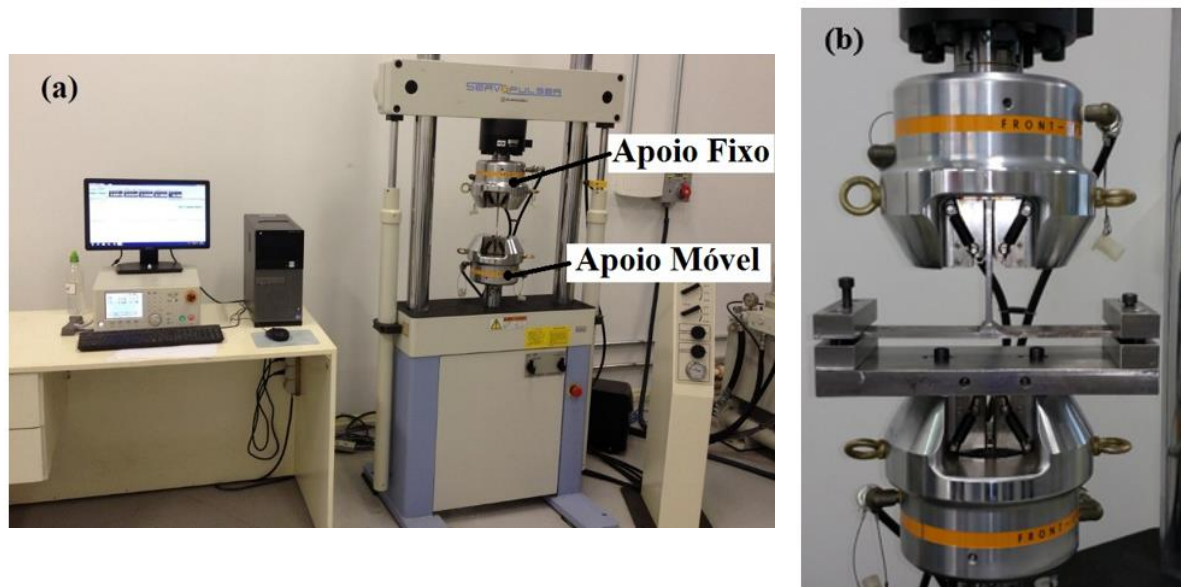 (a)
SERVOPULSER
Apoio Fixo
Apoio Móvel
(b)
FRONT
FRONT